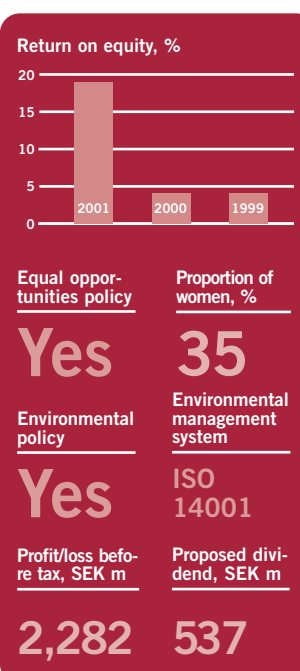 Return on equity, %
20
15
10
5
0
2001 2000 1999
Equal oppor-
tunities policy
Yes
Proportion of
women, %
35
Environmental
policy
Yes
Environmental
management
system
ISO
14001
Profit/loss befo-
re tax, SEK m
2,282
Proposed divi-
dend, SEK m
537